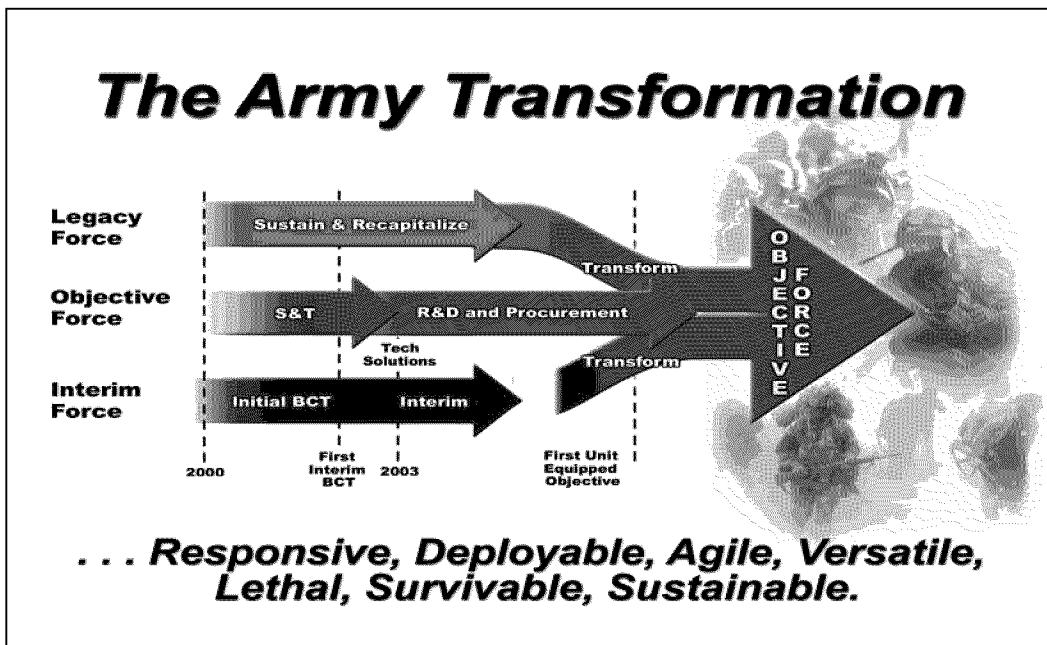 The Army Transformation
Legacy
Force
Sustain & Recapitalize
Transform
Objective
Force
S&T
R&D and Procurement
Tech
Solutions
Transform
Interim
Force
Initial BCT
Interim
OBJECTIVE
FORCE
2000
First
Interim
BCT
2003
First Unit
Equipped
Objective
. . . Responsive, Deployable, Agile, Versatile,
Lethal, Survivable, Sustainable.